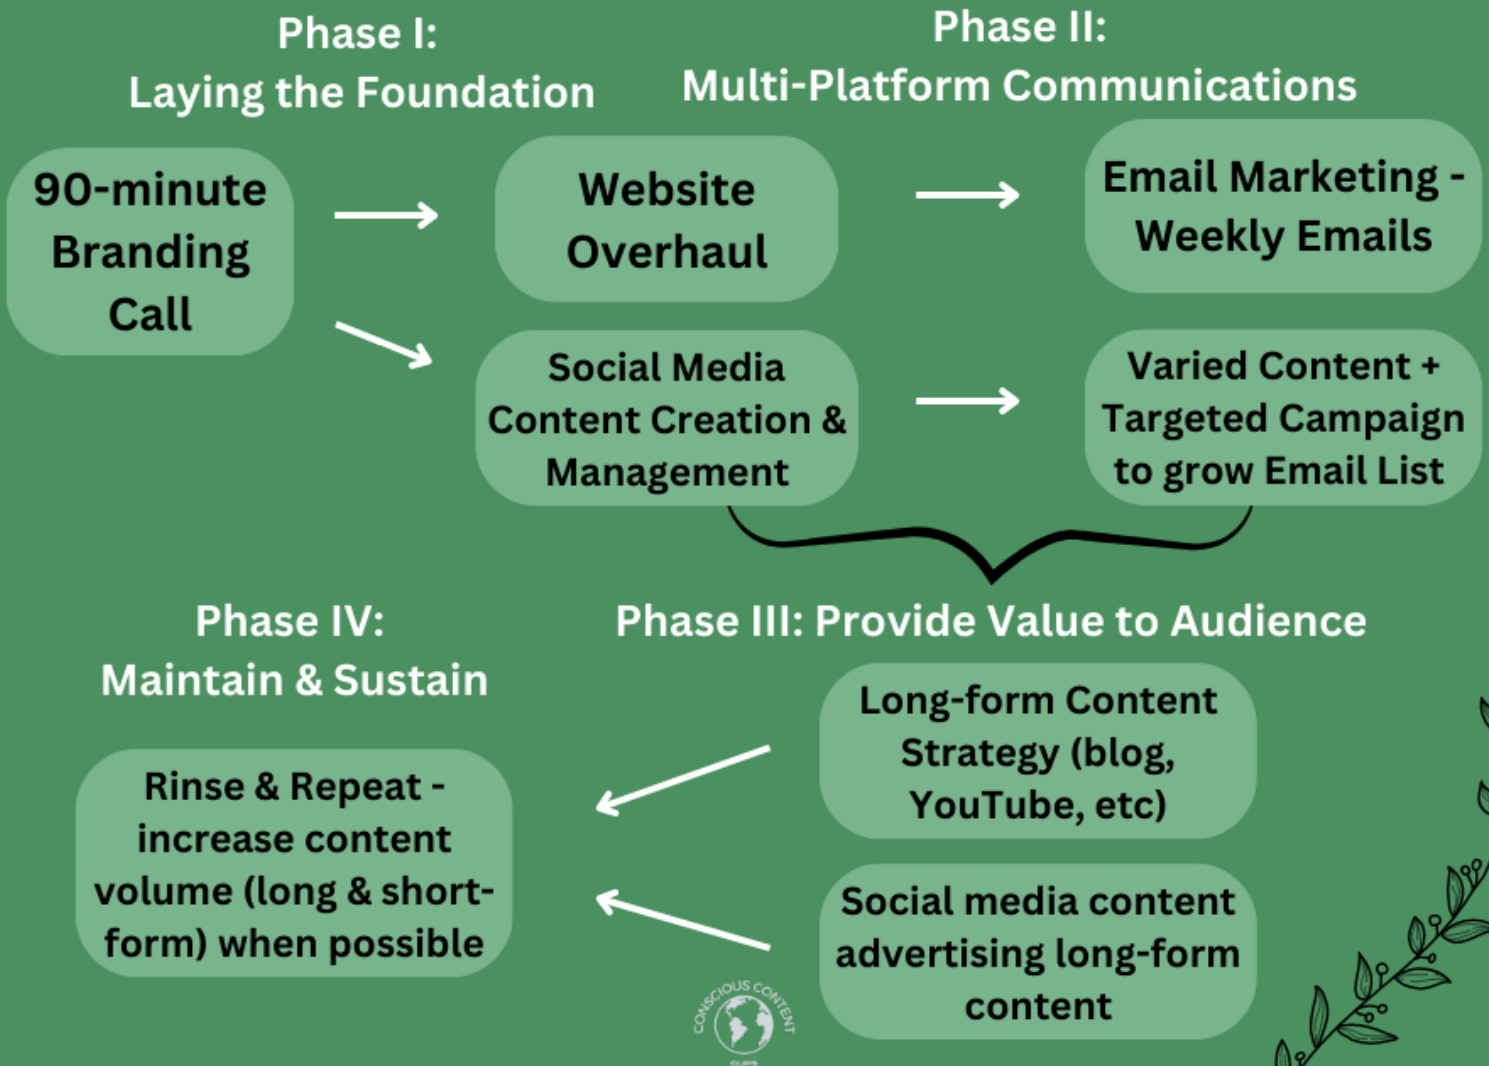 Phase I:
Laying the Foundation
Phase II:
Multi-Platform Communications
90-minute
Branding
Call
Website
Overhaul
Email Marketing -
Weekly Emails
Social Media
Content Creation &
Management
Varied Content +
Targeted Campaign
to grow Email List
Phase III: Provide Value to Audience
Long-form Content
Strategy (blog,
YouTube, etc)
Social media content
advertising long-form
content
Phase IV:
Maintain & Sustain
Rinse & Repeat -
increase content
volume (long & short-
form) when possible
CONSCIOUS CONTENT